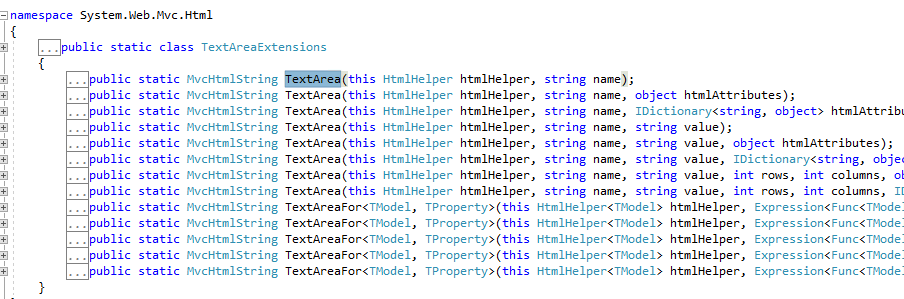 namespace System.Web.Mvc.Html
{
...public static class TextAreaExtensions
{
...public static MvcHtmlString TextArea(this HtmlHelper htmlHelper, string name);
...public static MvcHtmlString TextArea(this HtmlHelper htmlHelper, string name, object htmlAttributes);
...public static MvcHtmlString TextArea(this HtmlHelper htmlHelper, string name, IDictionary<string, object> htmlAttribu
...public static MvcHtmlString TextArea(this HtmlHelper htmlHelper, string name, string value);
...public static MvcHtmlString TextArea(this HtmlHelper htmlHelper, string name, string value, object htmlAttributes);
...public static MvcHtmlString TextArea(this HtmlHelper htmlHelper, string name, string value, IDictionary<string, objec
...public static MvcHtmlString TextArea(this HtmlHelper htmlHelper, string name, string value, int rows, int columns, ob
...public static MvcHtmlString TextArea(this HtmlHelper htmlHelper, string name, string value, int rows, int columns, ID
...public static MvcHtmlString TextAreaFor<TModel, TProperty>(this HtmlHelper<TModel> htmlHelper, Expression<Func<TModel
...public static MvcHtmlString TextAreaFor<TModel, TProperty>(this HtmlHelper<TModel> htmlHelper, Expression<Func<TModel
...public static MvcHtmlString TextAreaFor<TModel, TProperty>(this HtmlHelper<TModel> htmlHelper, Expression<Func<TModel
...public static MvcHtmlString TextAreaFor<TModel, TProperty>(this HtmlHelper<TModel> htmlHelper, Expression<Func<TModel
...public static MvcHtmlString TextAreaFor<TModel, TProperty>(this HtmlHelper<TModel> htmlHelper, Expression<Func<TModel
}